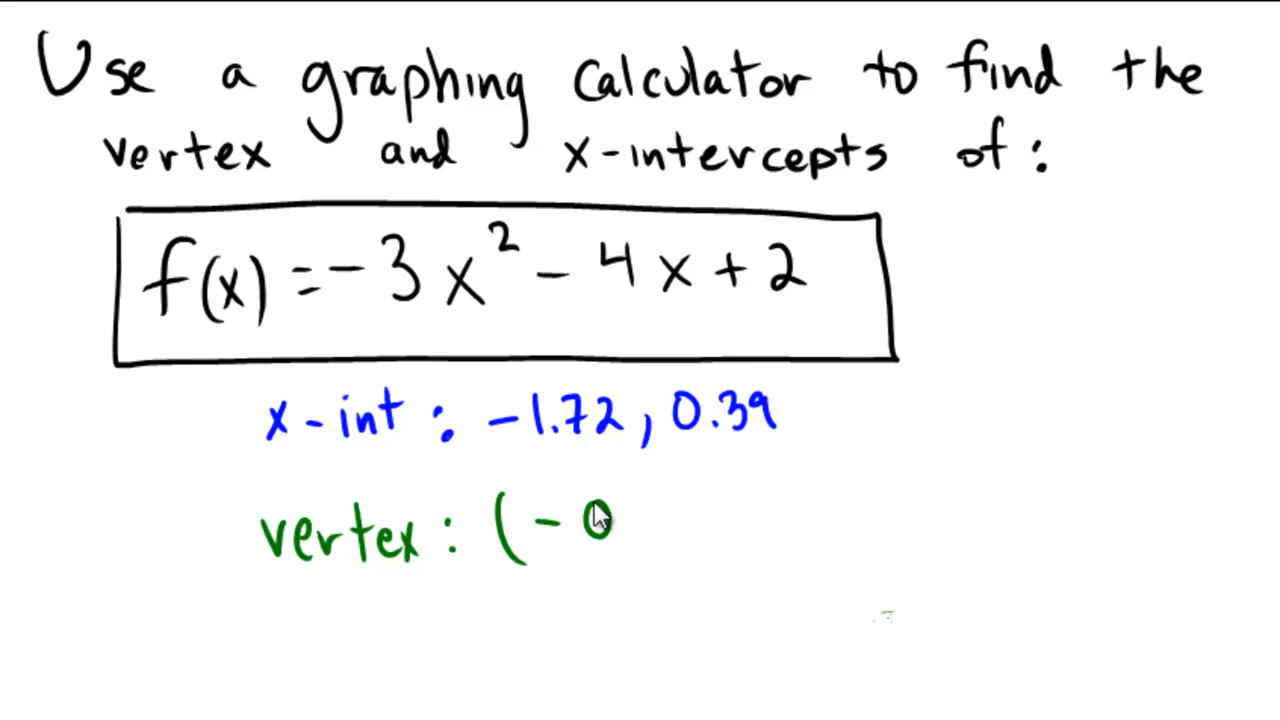 Use a graphing calculator to find the
vertex and x-intercepts of:
f(x) = -3x² - 4x + 2
x-int: -1.72, 0.39
vertex: (-0